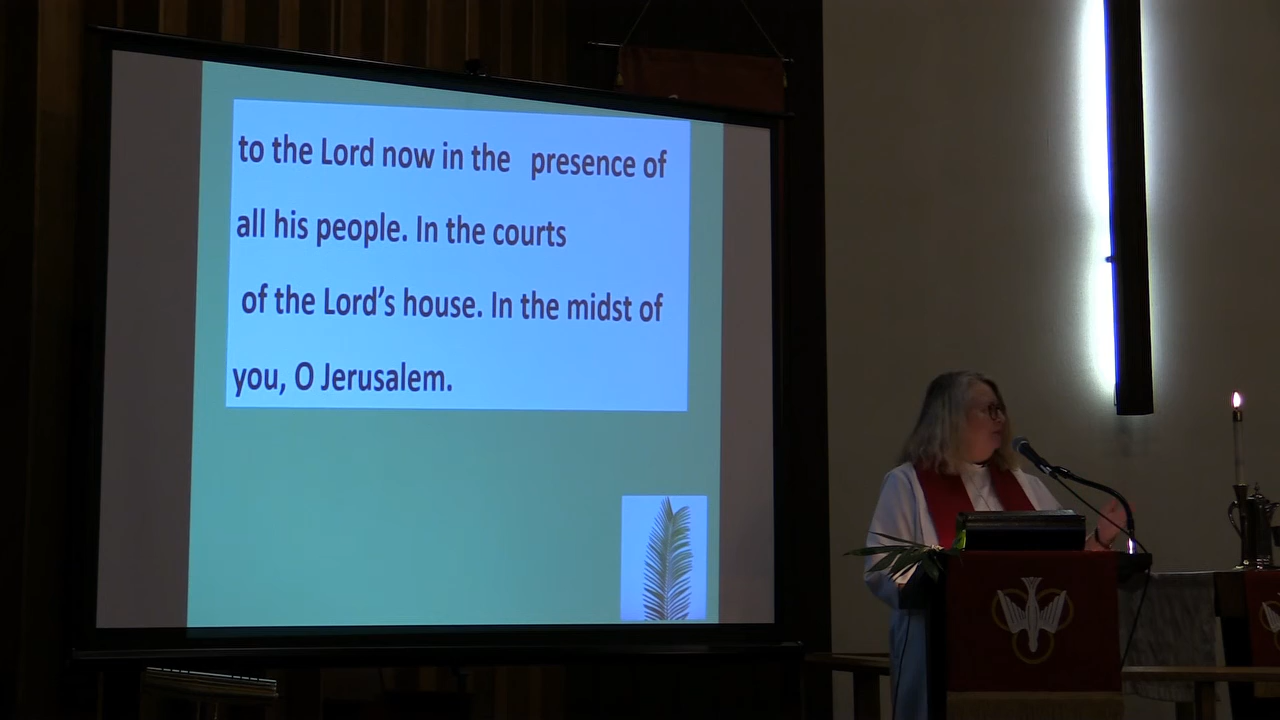 to the Lord now in the presence of
all his people. In the courts
of the Lord’s house. In the midst of
you, O Jerusalem.